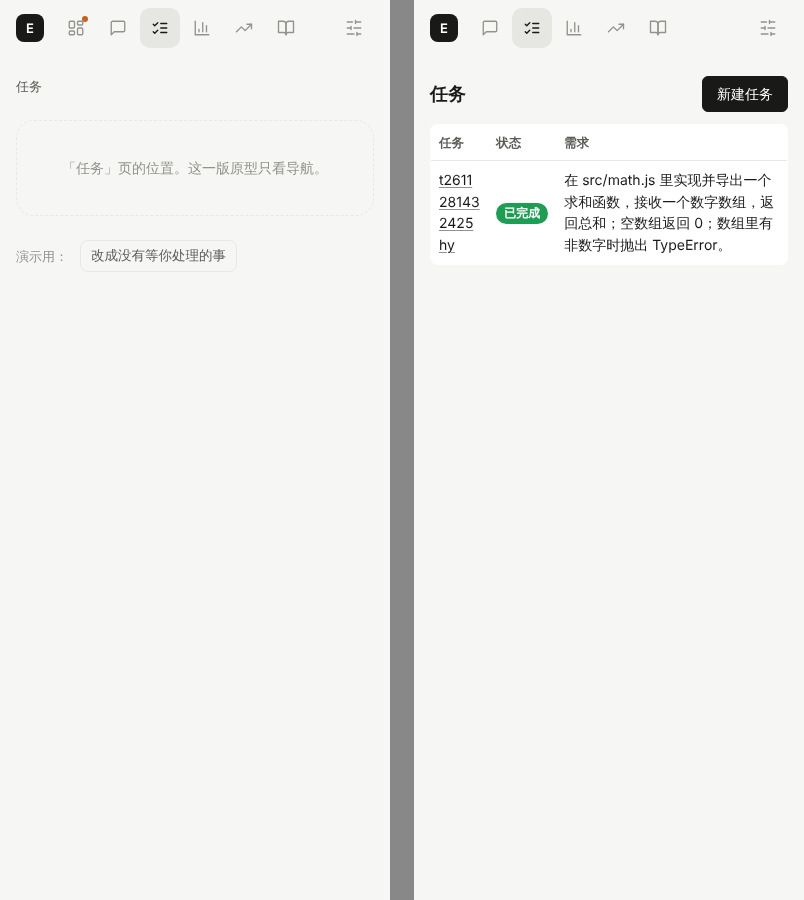 E
任务
「任务」页的位置。这一版原型只看导航。
演示用： 改成没有等你处理的事
E
任务 新建任务
任务 状态 需求
t2611
28143
2425
hy
已完成
在 src/math.js 里实现并导出一个
求和函数，接收一个数字数组，返
回总和；空数组返回 0；数组里有
非数字时抛出 TypeError。